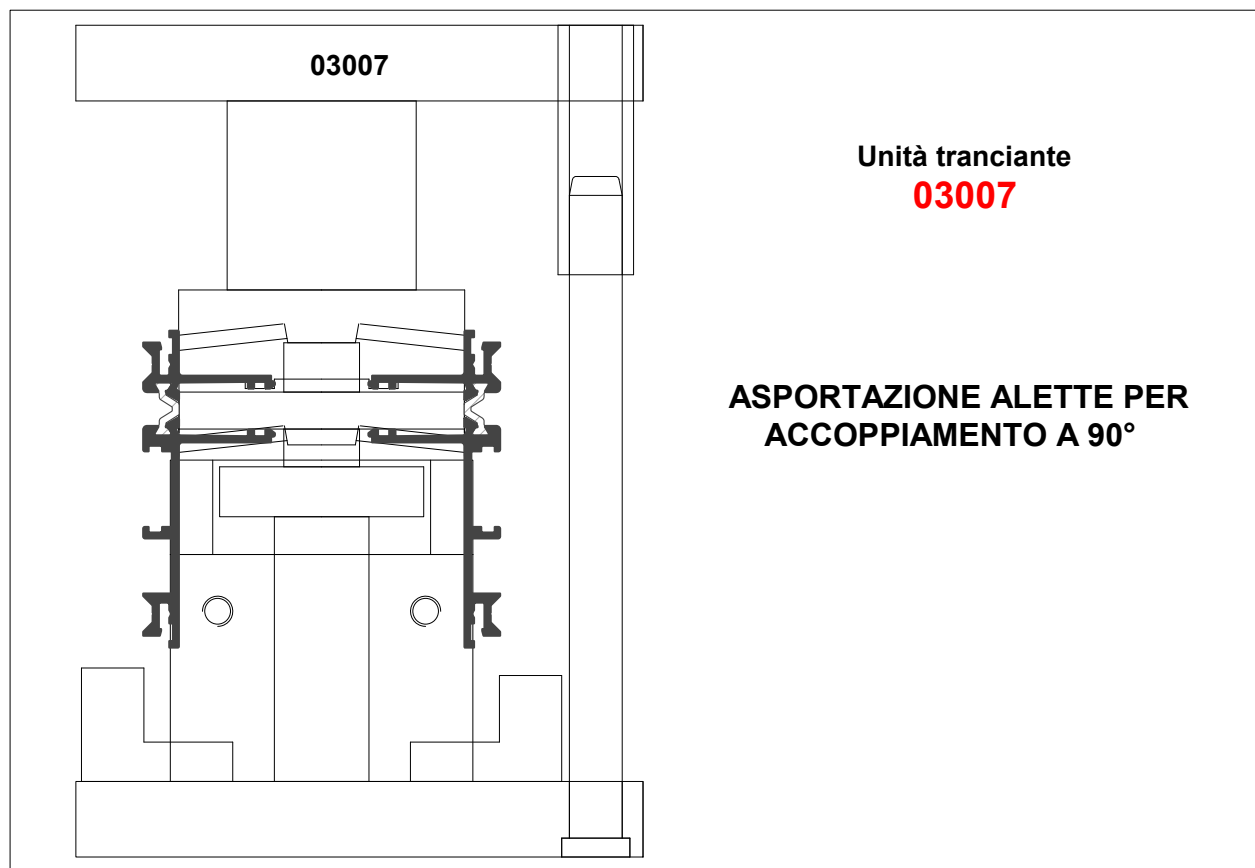 03007
Unità tranciante
03007
ASPORTAZIONE ALETTE PER
ACCOPPIAMENTO A 90°